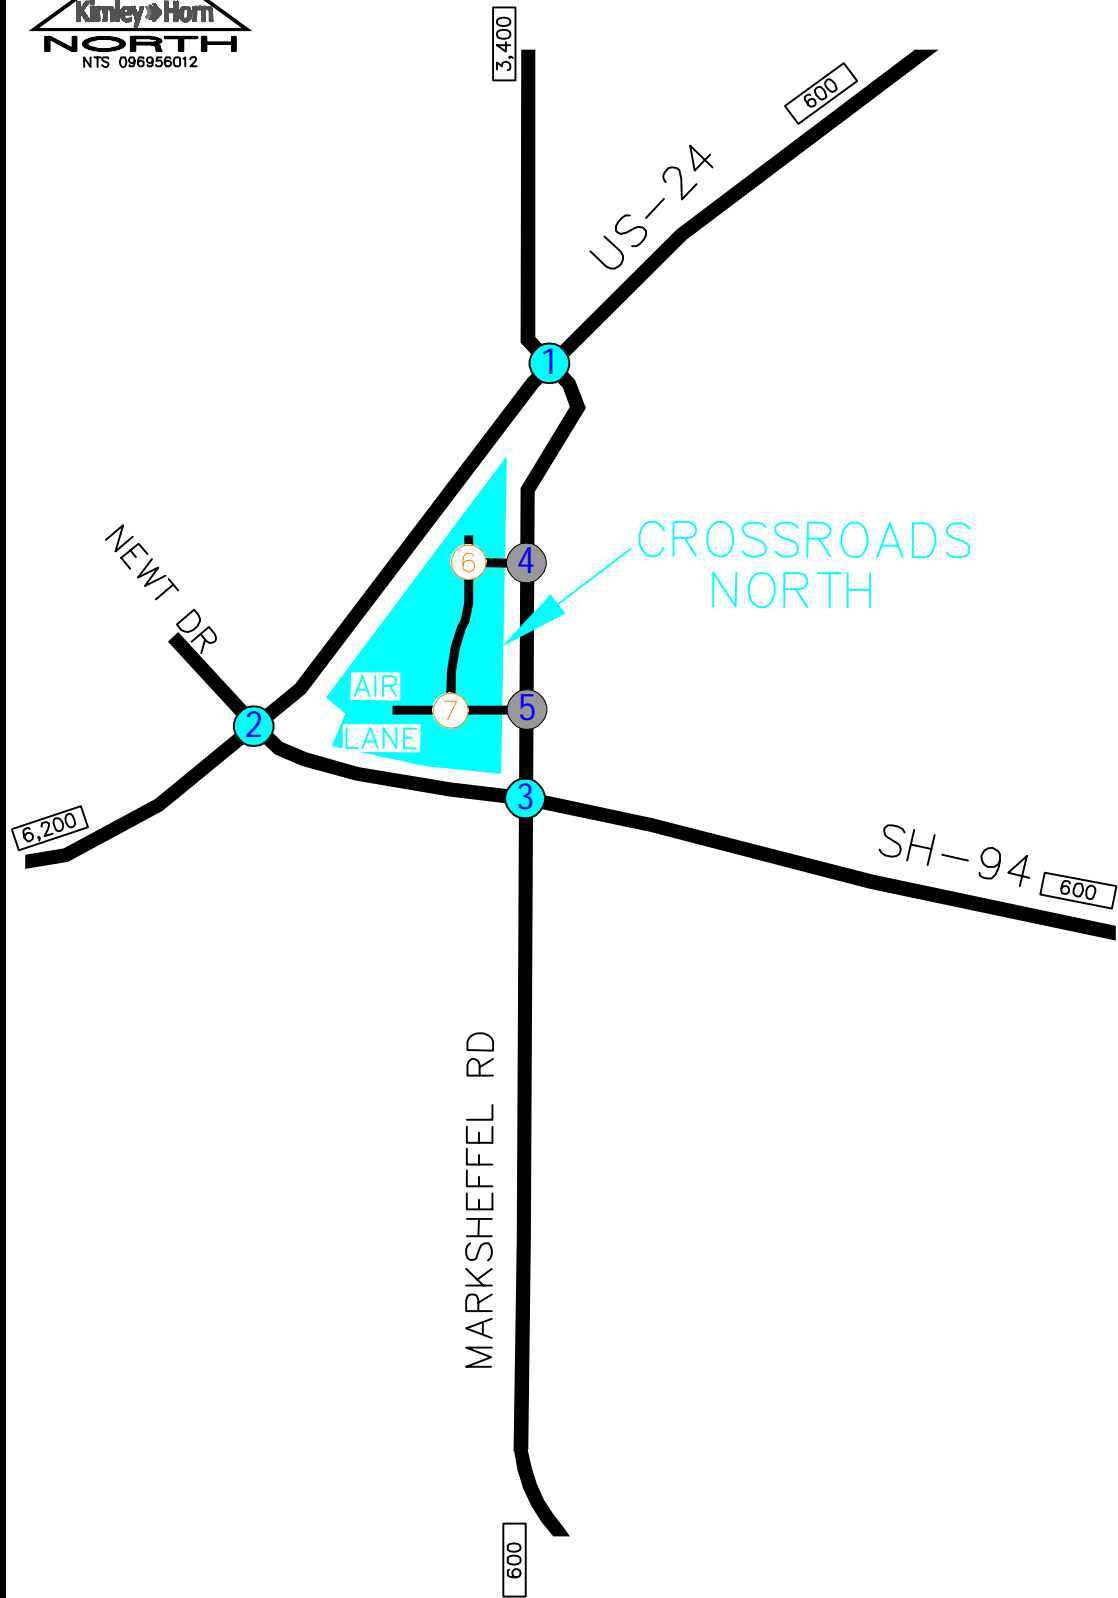 Kimley»Horn
NORTH
NTS 096956012
3,400
600
US-24
1
CROSSROADS
NORTH
NEWT DR
6
4
AIR
LANE
7
5
2
3
6,200
SH-94
600
MARKSHEFFEL RD
600